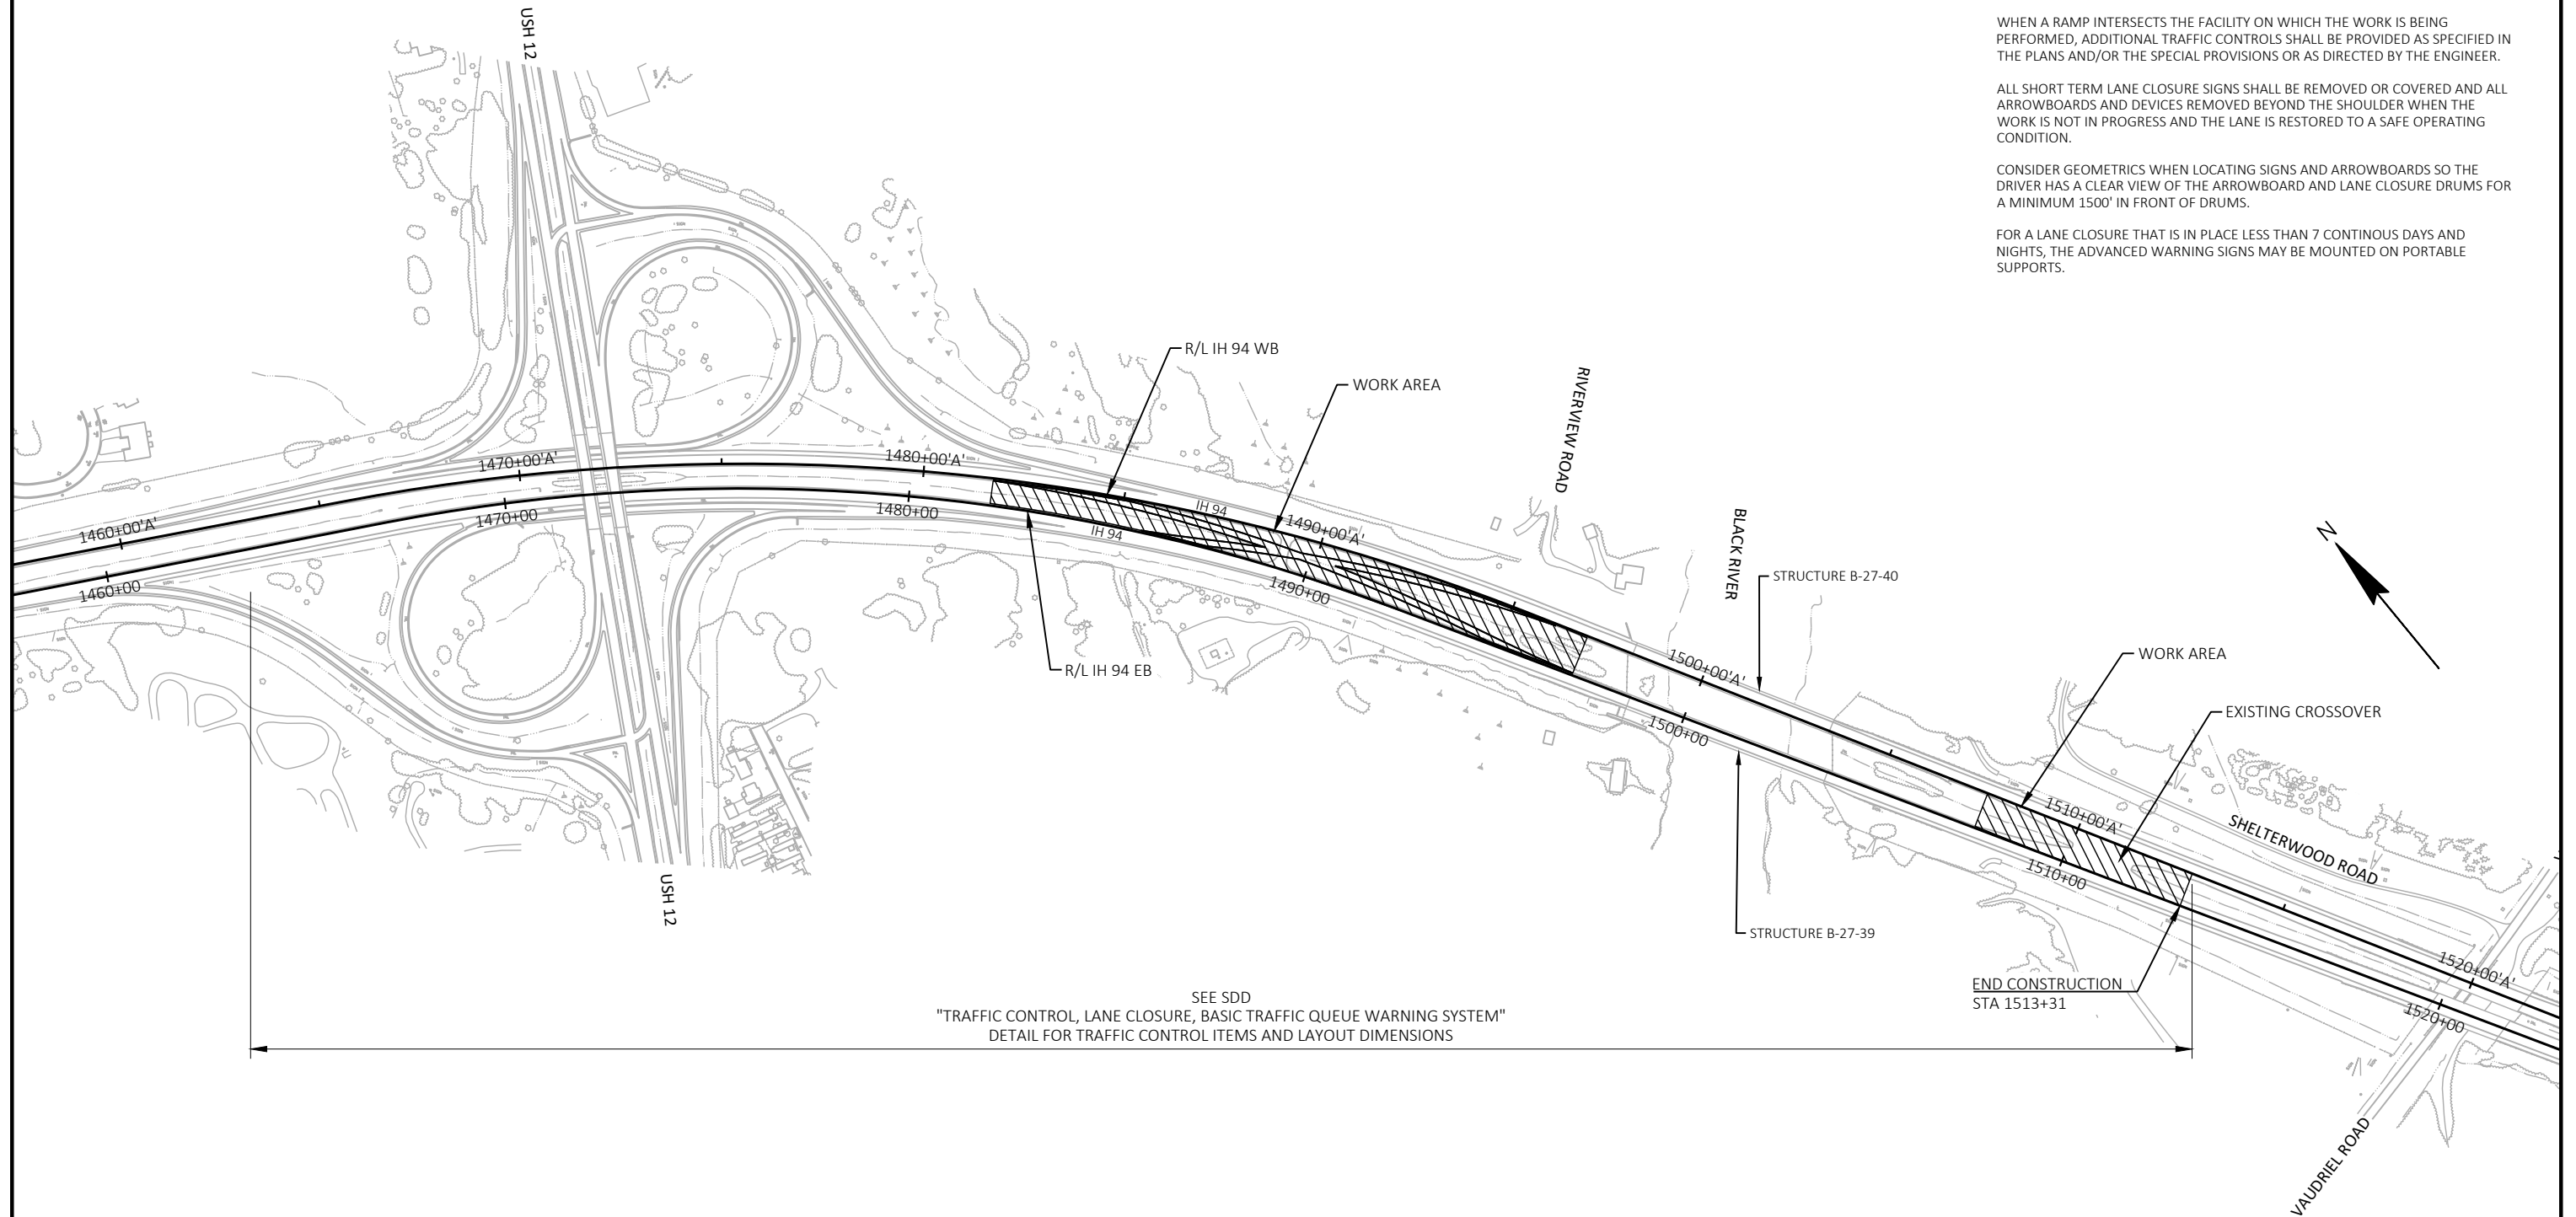 WHEN A RAMP INTERSECTS THE FACILITY ON WHICH THE WORK IS BEING
PERFORMED, ADDITIONAL TRAFFIC CONTROLS SHALL BE PROVIDED AS SPECIFIED IN
THE PLANS AND/OR THE SPECIAL PROVISIONS OR AS DIRECTED BY THE ENGINEER.
ALL SHORT TERM LANE CLOSURE SIGNS SHALL BE REMOVED OR COVERED AND ALL
ARROWBOARDS AND DEVICES REMOVED BEYOND THE SHOULDER WHEN THE
WORK IS NOT IN PROGRESS AND THE LANE IS RESTORED TO A SAFE OPERATING
CONDITION.
CONSIDER GEOMETRICS WHEN LOCATING SIGNS AND ARROWBOARDS SO THE
DRIVER HAS A CLEAR VIEW OF THE ARROWBOARD AND LANE CLOSURE DRUMS FOR
A MINIMUM 1500' IN FRONT OF DRUMS.
FOR A LANE CLOSURE THAT IS IN PLACE LESS THAN 7 CONTINOUS DAYS AND
NIGHTS, THE ADVANCED WARNING SIGNS MAY BE MOUNTED ON PORTABLE
SUPPORTS.
USH 12
R/L IH 94 WB
WORK AREA
RIVERVIEW ROAD
BLACK RIVER
STRUCTURE B-27-40
N
1460+00'A'
1470+00'A'
1480+00'A'
IH 94
1490+00'A'
1500+00'A'
1510+00'A'
1520+00'A'
1460+00
1470+00
1480+00
IH 94
1490+00
1500+00
1510+00
1520+00
R/L IH 94 EB
WORK AREA
EXISTING CROSSOVER
SHELTERWOOD ROAD
USH 12
STRUCTURE B-27-39
END CONSTRUCTION
STA 1513+31
SEE SDD
"TRAFFIC CONTROL, LANE CLOSURE, BASIC TRAFFIC QUEUE WARNING SYSTEM"
DETAIL FOR TRAFFIC CONTROL ITEMS AND LAYOUT DIMENSIONS
VAUDRIEL ROAD